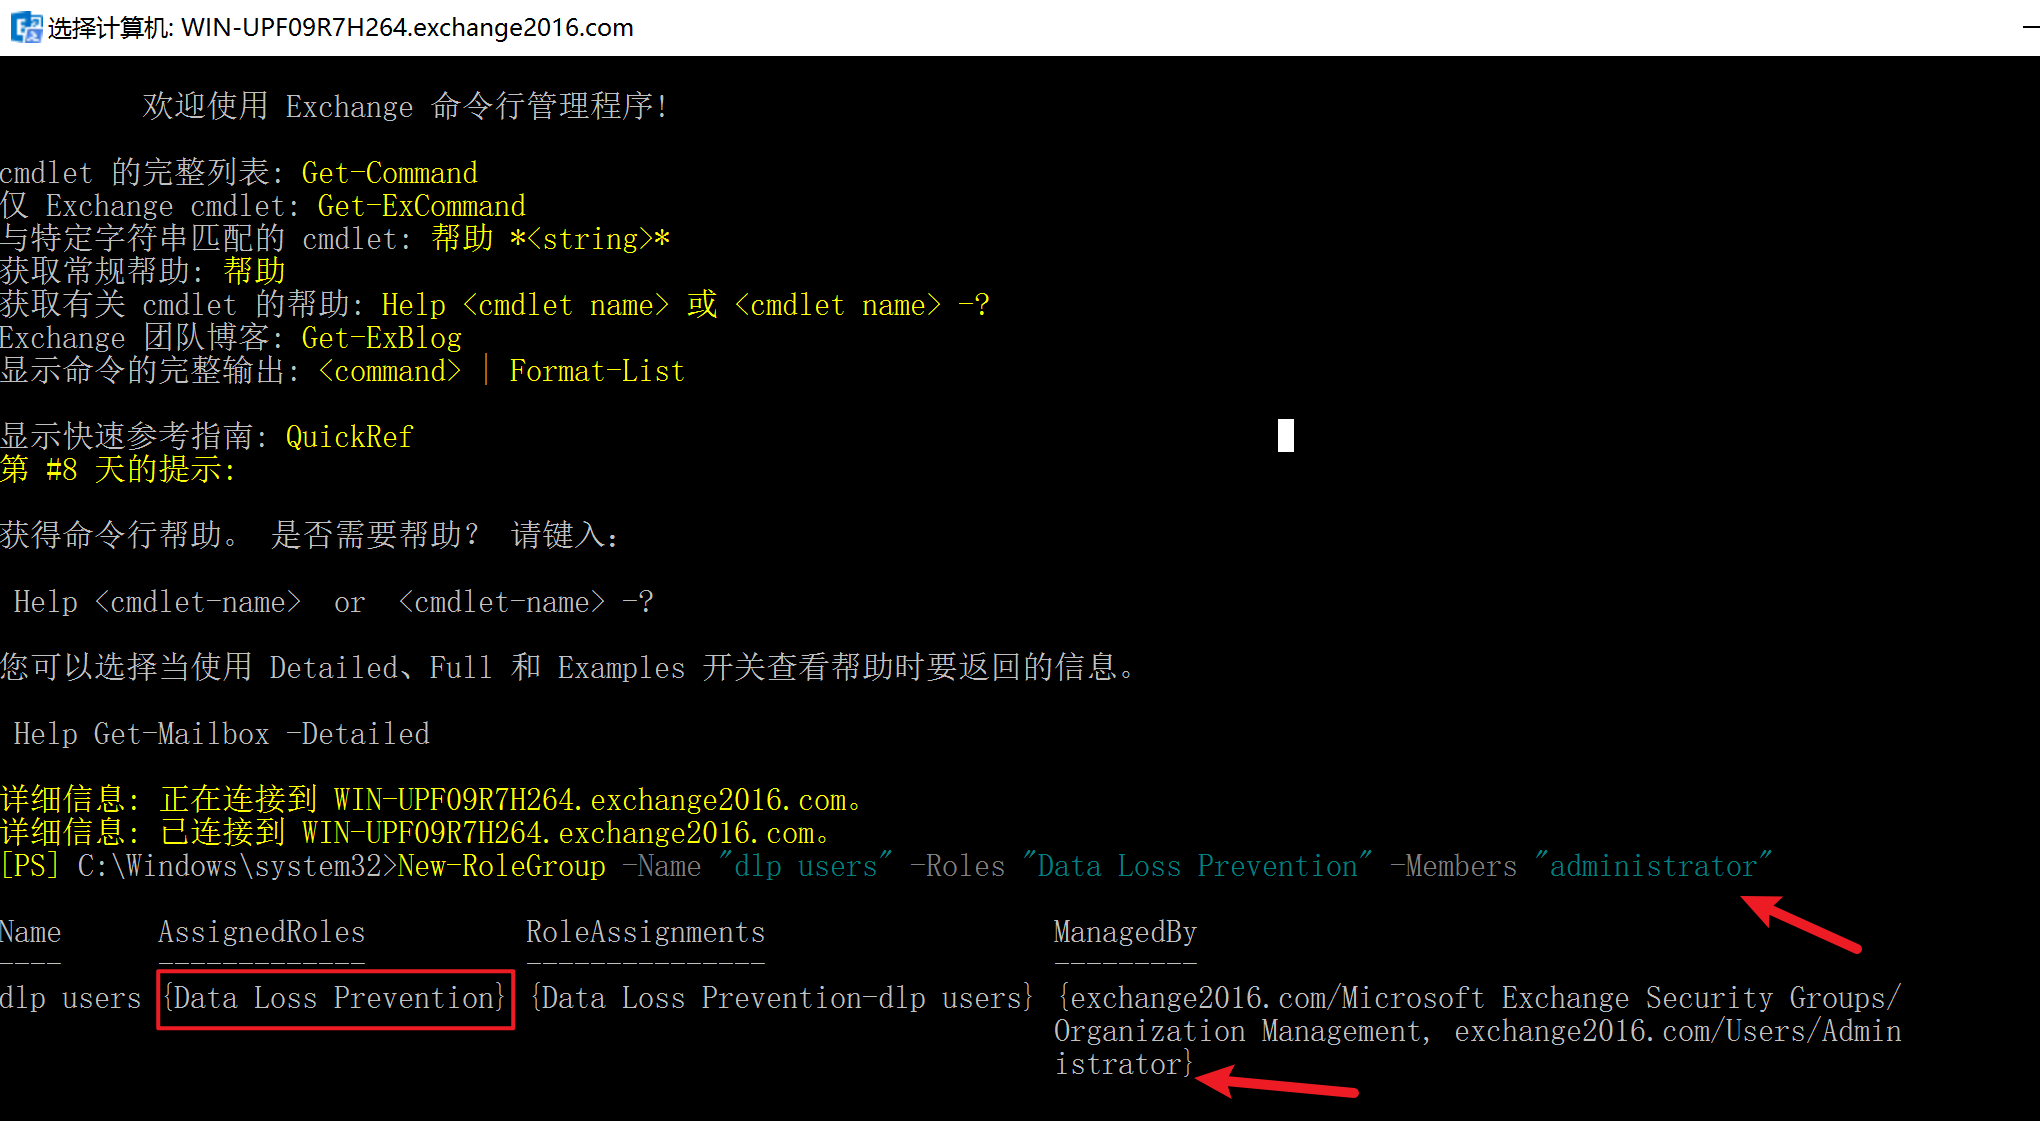 选择计算机: WIN-UPF09R7H264.exchange2016.com
欢迎使用 Exchange 命令行管理程序!
cmdlet 的完整列表: Get-Command
仅 Exchange cmdlet: Get-ExCommand
与特定字符串匹配的 cmdlet: 帮助 *<string>*
获取常规帮助: 帮助
获取有关 cmdlet 的帮助: Help <cmdlet name> 或 <cmdlet name> -?
Exchange 团队博客: Get-ExBlog
显示命令的完整输出: <command> | Format-List
显示快速参考指南: QuickRef
第 #8 天的提示:
获得命令行帮助。 是否需要帮助? 请键入:
Help <cmdlet-name>  or  <cmdlet-name> -?
您可以选择当使用 Detailed、Full 和 Examples 开关查看帮助时要返回的信息。
Help Get-Mailbox -Detailed
详细信息: 正在连接到 WIN-UPF09R7H264.exchange2016.com。
详细信息: 已连接到 WIN-UPF09R7H264.exchange2016.com。
[PS] C:\Windows\system32>New-RoleGroup -Name "dlp users" -Roles "Data Loss Prevention" -Members "administrator"
Name AssignedRoles RoleAssignments ManagedBy
---- ------------- --------------- ---------
dlp users {Data Loss Prevention} {Data Loss Prevention-dlp users} {exchange2016.com/Microsoft Exchange Security Groups/
Organization Management, exchange2016.com/Users/Admin
istrator}